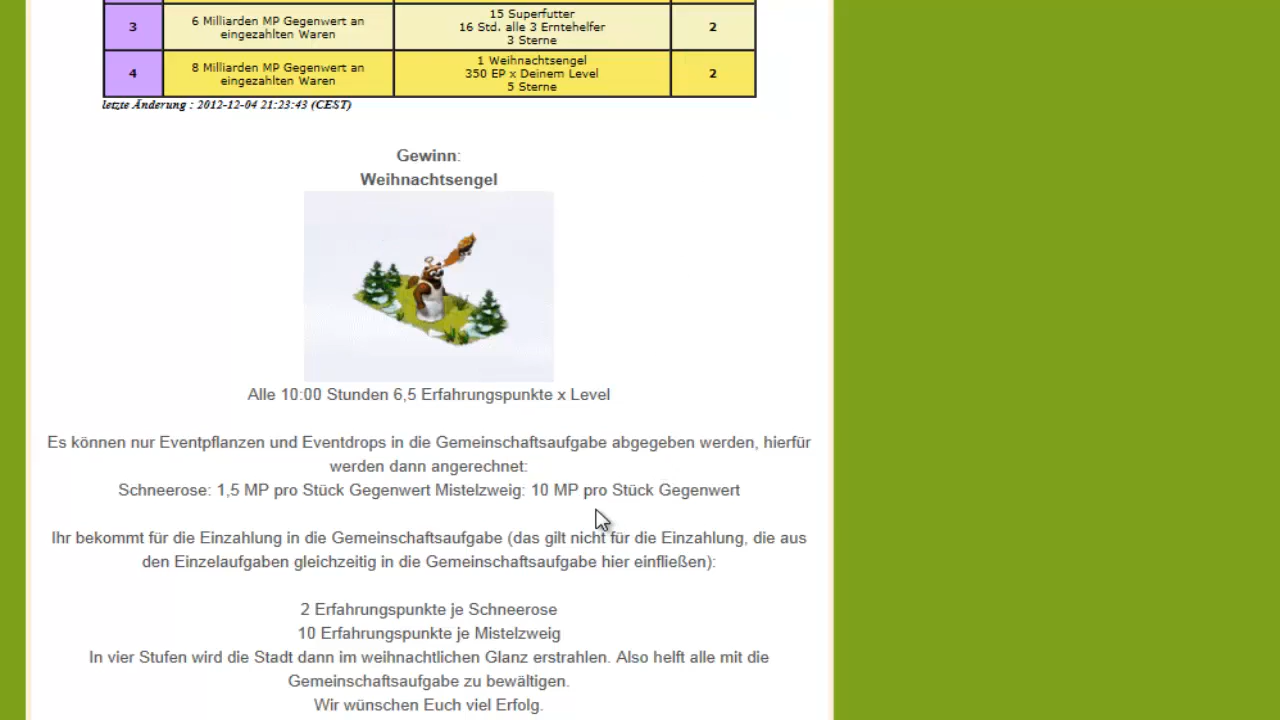 3
6 Milliarden MP Gegenwert an
eingezahlten Waren
15 Superfutter
16 Std. alle 3 Erntehelfer
3 Sterne
2
4
8 Milliarden MP Gegenwert an
eingezahlten Waren
1 Weihnachtsengel
350 EP x Deinem Level
5 Sterne
2
letzte Änderung : 2012-12-04 21:23:43 (CEST)
Gewinn:
Weihnachtsengel
Alle 10:00 Stunden 6,5 Erfahrungspunkte x Level
Es können nur Eventpflanzen und Eventdrops in die Gemeinschaftsaufgabe abgegeben werden, hierfür
werden dann angerechnet:
Schneerose: 1,5 MP pro Stück Gegenwert Mistelzweig: 10 MP pro Stück Gegenwert
Ihr bekommt für die Einzahlung in die Gemeinschaftsaufgabe (das gilt nicht für die Einzahlung, die aus
den Einzelaufgaben gleichzeitig in die Gemeinschaftsaufgabe hier einfließen):
2 Erfahrungspunkte je Schneerose
10 Erfahrungspunkte je Mistelzweig
In vier Stufen wird die Stadt dann im weihnachtlichen Glanz erstrahlen. Also helft alle mit die
Gemeinschaftsaufgabe zu bewältigen.
Wir wünschen Euch viel Erfolg.